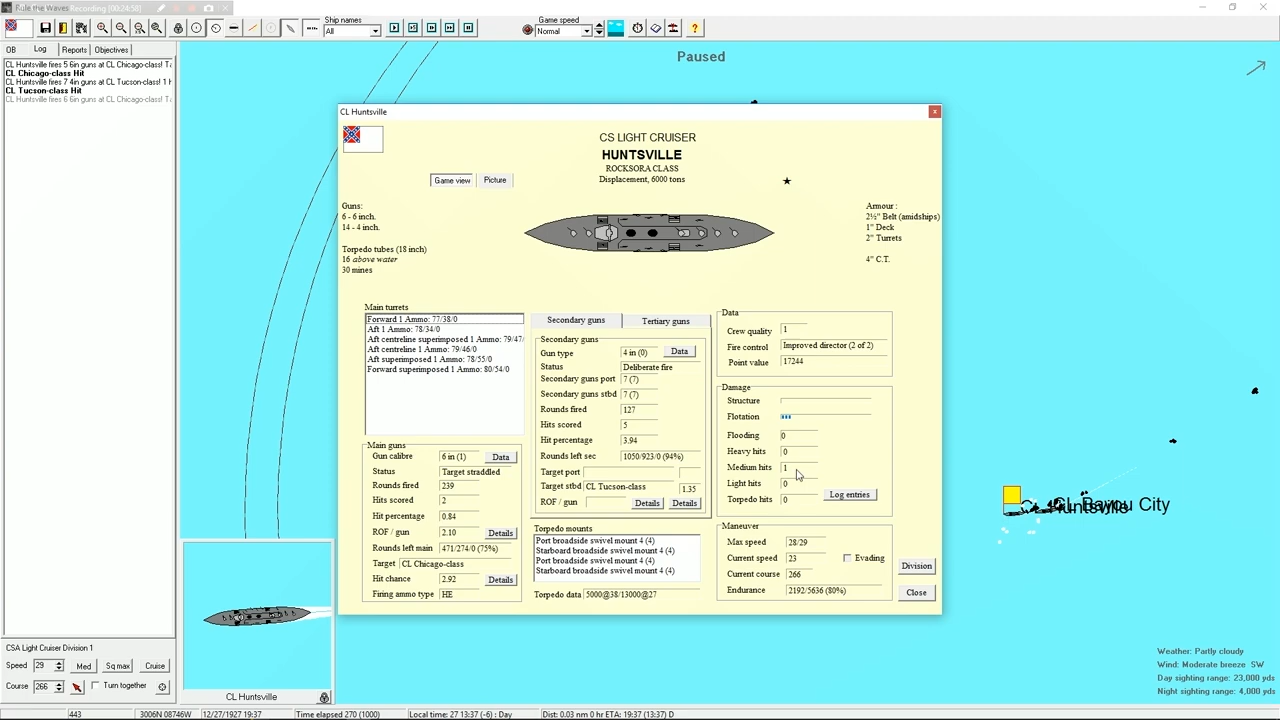 Rule the Waves
Recording [00:24:58]
Ship names
All
Game speed
Normal
OB Log Reports Objectives
CL Huntsville fires 5 6in guns at CL Chicago-class! Ta
CL Chicago-class Hit
CL Huntsville fires 7 4in guns at CL Tucson-class! 1 H
CL Tucson-class Hit
CL Huntsville fires 6 6in guns at CL Chicago-class! Ta
Paused
CL Huntsville
CS LIGHT CRUISER
HUNTSVILLE
ROCKSORA CLASS
Displacement, 6000 tons
Game view Picture
Guns:
6 - 6 inch.
14 - 4 inch.
Torpedo tubes (18 inch)
16 above water
30 mines
Armour :
2½" Belt (amidships)
1" Deck
2" Turrets
4" C.T.
Main turrets
Forward 1 Ammo: 77/38/0
Aft 1 Ammo: 78/34/0
Aft centreline superimposed 1 Ammo: 79/47/
Aft centreline 1 Ammo: 79/46/0
Aft superimposed 1 Ammo: 78/55/0
Forward superimposed 1 Ammo: 80/54/0
Main guns
Gun calibre 6 in (1) Data
Status Target straddled
Rounds fired 239
Hits scored 2
Hit percentage 0.84
ROF / gun 2.10 Details
Rounds left main 471/274/0 (75%)
Target CL Chicago-class
Hit chance 2.92 Details
Firing ammo type HE
Secondary guns Tertiary guns
Secondary guns
Gun type 4 in (0) Data
Status Deliberate fire
Secondary guns port 7 (7)
Secondary guns stbd 7 (7)
Rounds fired 127
Hits scored 5
Hit percentage 3.94
Rounds left sec 1050/923/0 (94%)
Target port
Target stbd CL Tucson-class 1.35
ROF / gun Details Details
Torpedo mounts
Port broadside swivel mount 4 (4)
Starboard broadside swivel mount 4 (4)
Port broadside swivel mount 4 (4)
Starboard broadside swivel mount 4 (4)
Torpedo data 5000@38/13000@27
Data
Crew quality 1
Fire control Improved director (2 of 2)
Point value 17244
Damage
Structure
Flotation
Flooding 0
Heavy hits 0
Medium hits 1
Light hits 0
Log entries
Torpedo hits 0
Maneuver
Max speed 28/29
Current speed 23 Evading
Current course 266
Endurance 2192/5636 (80%)
Division
Close
CL Huntsville
CL Bayou City
CSA Light Cruiser Division 1
Speed 29 Med Sq max Cruise
Course 266 Turn together
CL Huntsville
Weather: Partly cloudy
Wind: Moderate breeze SW
Day sighting range: 23,000 yds
Night sighting range: 4,000 yds
443 3006N 08746W 12/27/1927 19:37 Time elapsed 270 (1000) Local time: 27 13:37 (-6) : Day Dist: 0.03 nm 0 hr ETA: 19:37 (13:37) D